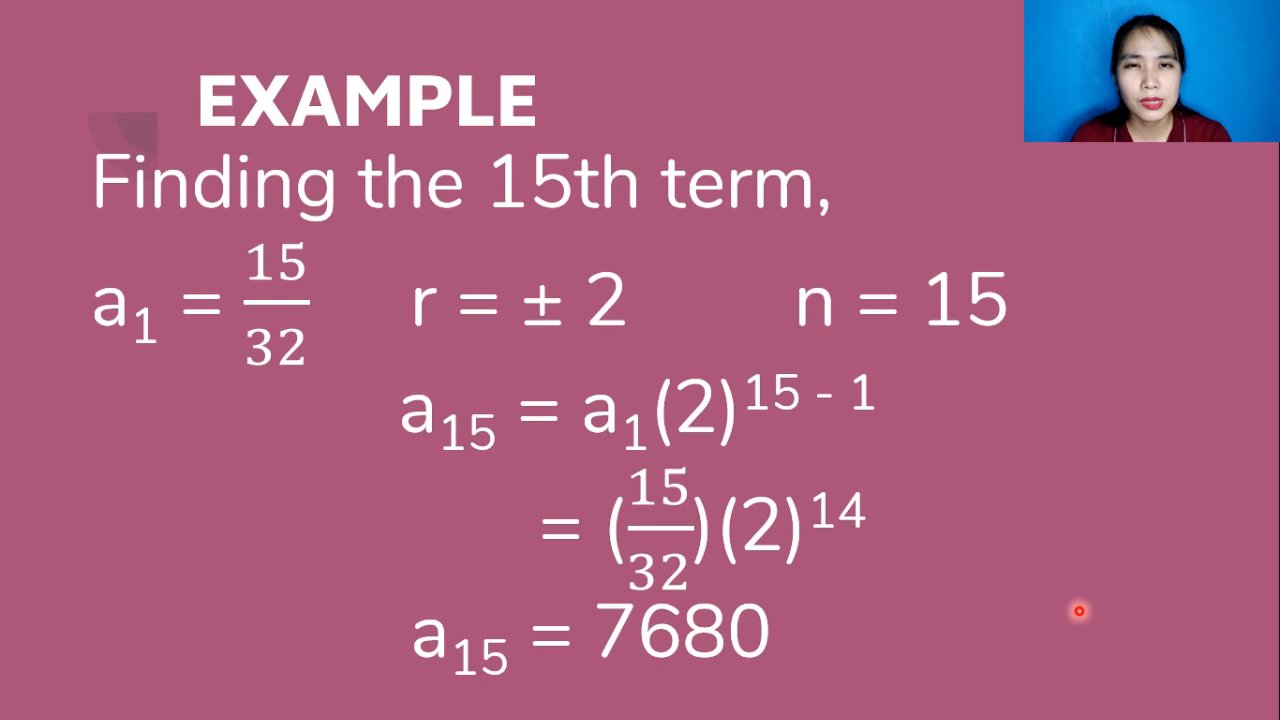 EXAMPLE
Finding the 15th term,
a₁ = 15/32 r = ± 2 n = 15
a₁₅ = a₁(2)¹⁵ ⁻ ¹
= (15/32)(2)¹⁴
a₁₅ = 7680